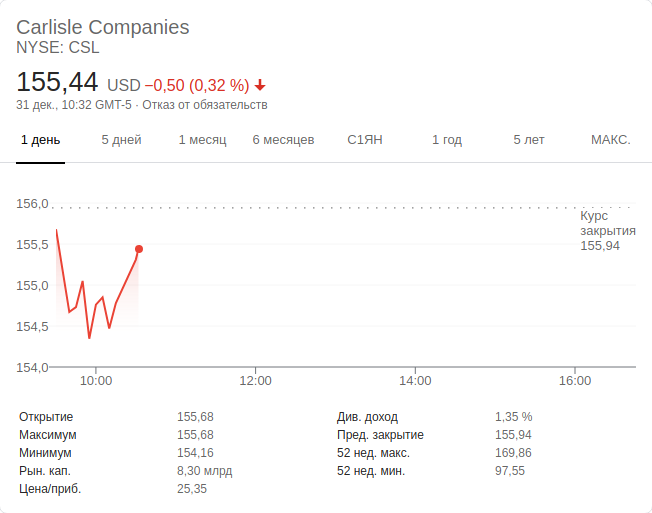 Carlisle Companies
NYSE: CSL
155,44 USD −0,50 (0,32 %)
31 дек., 10:32 GMT-5 · Отказ от обязательств
1 день 5 дней 1 месяц 6 месяцев С1ЯН 1 год 5 лет МАКС.
156,0
Курс
закрытия
155,5
155,94
155,0
154,5
154,0
10:00 12:00 14:00 16:00
Открытие 155,68 Див. доход 1,35 %
Максимум 155,68 Пред. закрытие 155,94
Минимум 154,16 52 нед. макс. 169,86
Рын. кап. 8,30 млрд 52 нед. мин. 97,55
Цена/приб. 25,35